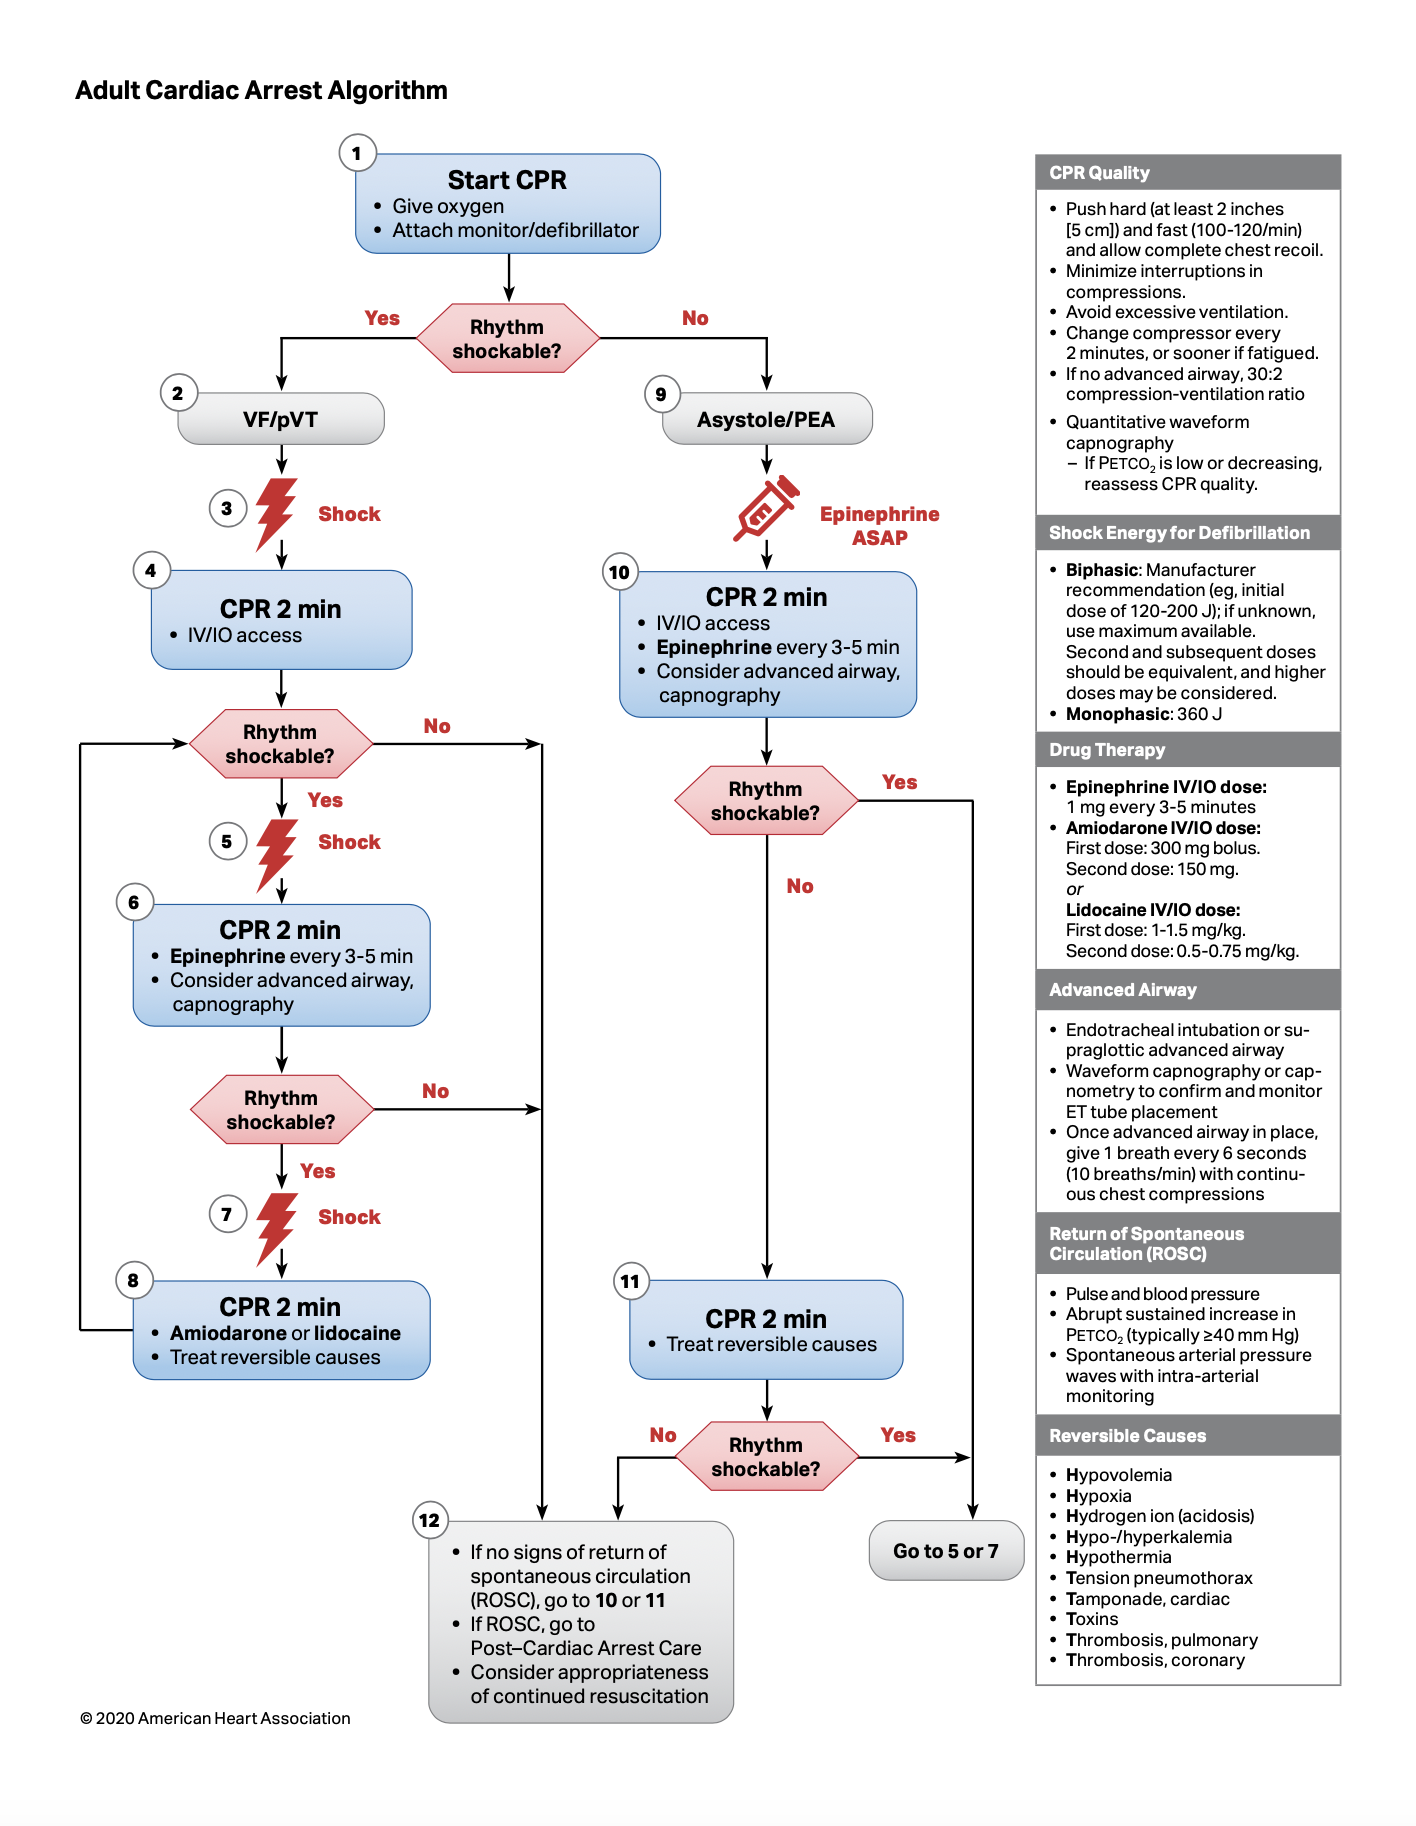 Adult Cardiac Arrest Algorithm
1
Start CPR
• Give oxygen
• Attach monitor/defibrillator
Rhythm
shockable?
Yes
No
2
VF/pVT
3
Shock
4
CPR 2 min
• IV/IO access
Rhythm
shockable?
No
Yes
5
Shock
6
CPR 2 min
• Epinephrine every 3-5 min
• Consider advanced airway,
capnography
Rhythm
shockable?
No
Yes
7
Shock
8
CPR 2 min
• Amiodarone or lidocaine
• Treat reversible causes
9
Asystole/PEA
Epinephrine
ASAP
10
CPR 2 min
• IV/IO access
• Epinephrine every 3-5 min
• Consider advanced airway,
capnography
Rhythm
shockable?
Yes
No
11
CPR 2 min
• Treat reversible causes
Rhythm
shockable?
No
Yes
12
• If no signs of return of
spontaneous circulation
(ROSC), go to 10 or 11
• If ROSC, go to
Post–Cardiac Arrest Care
• Consider appropriateness
of continued resuscitation
Go to 5 or 7
CPR Quality
• Push hard (at least 2 inches
[5 cm]) and fast (100-120/min)
and allow complete chest recoil.
• Minimize interruptions in
compressions.
• Avoid excessive ventilation.
• Change compressor every
2 minutes, or sooner if fatigued.
• If no advanced airway, 30:2
compression-ventilation ratio
• Quantitative waveform
capnography
– If PETCO₂ is low or decreasing,
reassess CPR quality.
Shock Energy for Defibrillation
• Biphasic: Manufacturer
recommendation (eg, initial
dose of 120-200 J); if unknown,
use maximum available.
Second and subsequent doses
should be equivalent, and higher
doses may be considered.
• Monophasic: 360 J
Drug Therapy
• Epinephrine IV/IO dose:
1 mg every 3-5 minutes
• Amiodarone IV/IO dose:
First dose: 300 mg bolus.
Second dose: 150 mg.
or
Lidocaine IV/IO dose:
First dose: 1-1.5 mg/kg.
Second dose: 0.5-0.75 mg/kg.
Advanced Airway
• Endotracheal intubation or su-
praglottic advanced airway
• Waveform capnography or cap-
nometry to confirm and monitor
ET tube placement
• Once advanced airway in place,
give 1 breath every 6 seconds
(10 breaths/min) with continu-
ous chest compressions
Return of Spontaneous
Circulation (ROSC)
• Pulse and blood pressure
• Abrupt sustained increase in
PETCO₂ (typically ≥40 mm Hg)
• Spontaneous arterial pressure
waves with intra-arterial
monitoring
Reversible Causes
• Hypovolemia
• Hypoxia
• Hydrogen ion (acidosis)
• Hypo-/hyperkalemia
• Hypothermia
• Tension pneumothorax
• Tamponade, cardiac
• Toxins
• Thrombosis, pulmonary
• Thrombosis, coronary
© 2020 American Heart Association